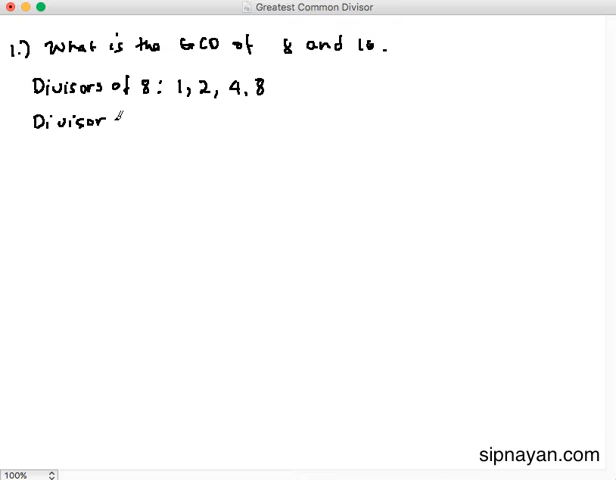 Greatest Common Divisor
1.) What is the GCD of 8 and 16.
Divisors of 8: 1, 2, 4, 8
Divisor
sipnayan.com
100%